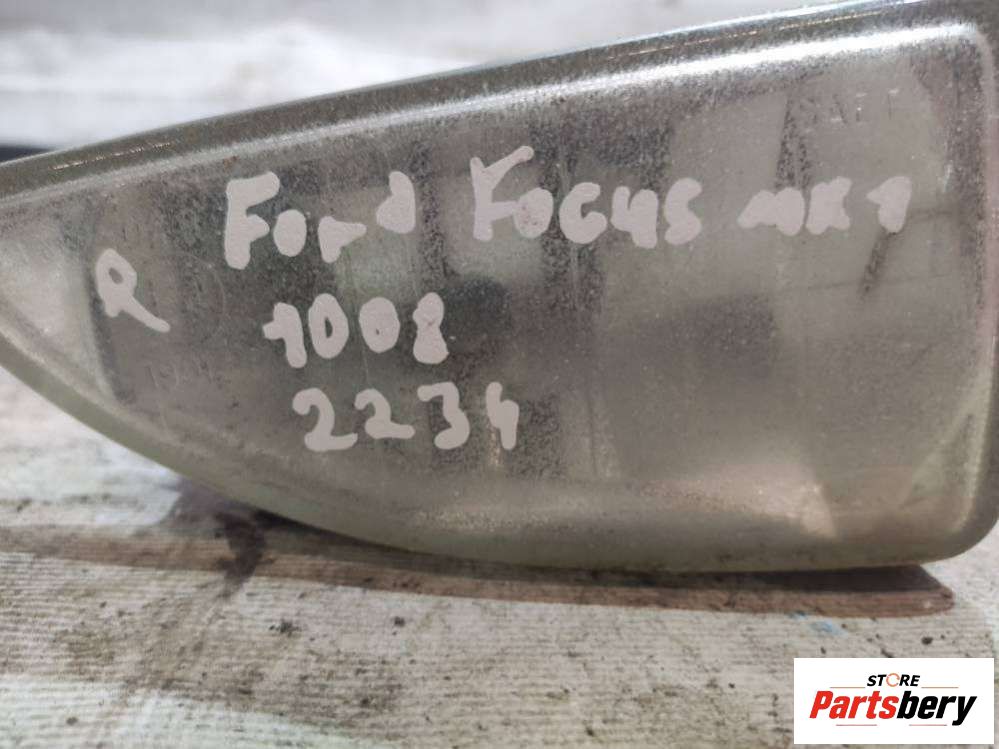 Ford Focus MK1
R
1008
2234
STORE
Partsbery